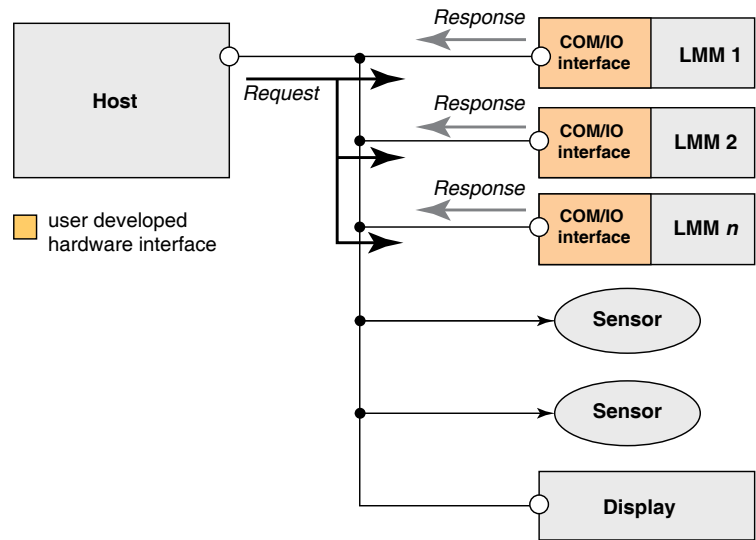 Response
COM/IO
interface
LMM 1
Host
Request
Response
COM/IO
interface
LMM 2
Response
COM/IO
interface
LMM n
user developed
hardware interface
Sensor
Sensor
Display